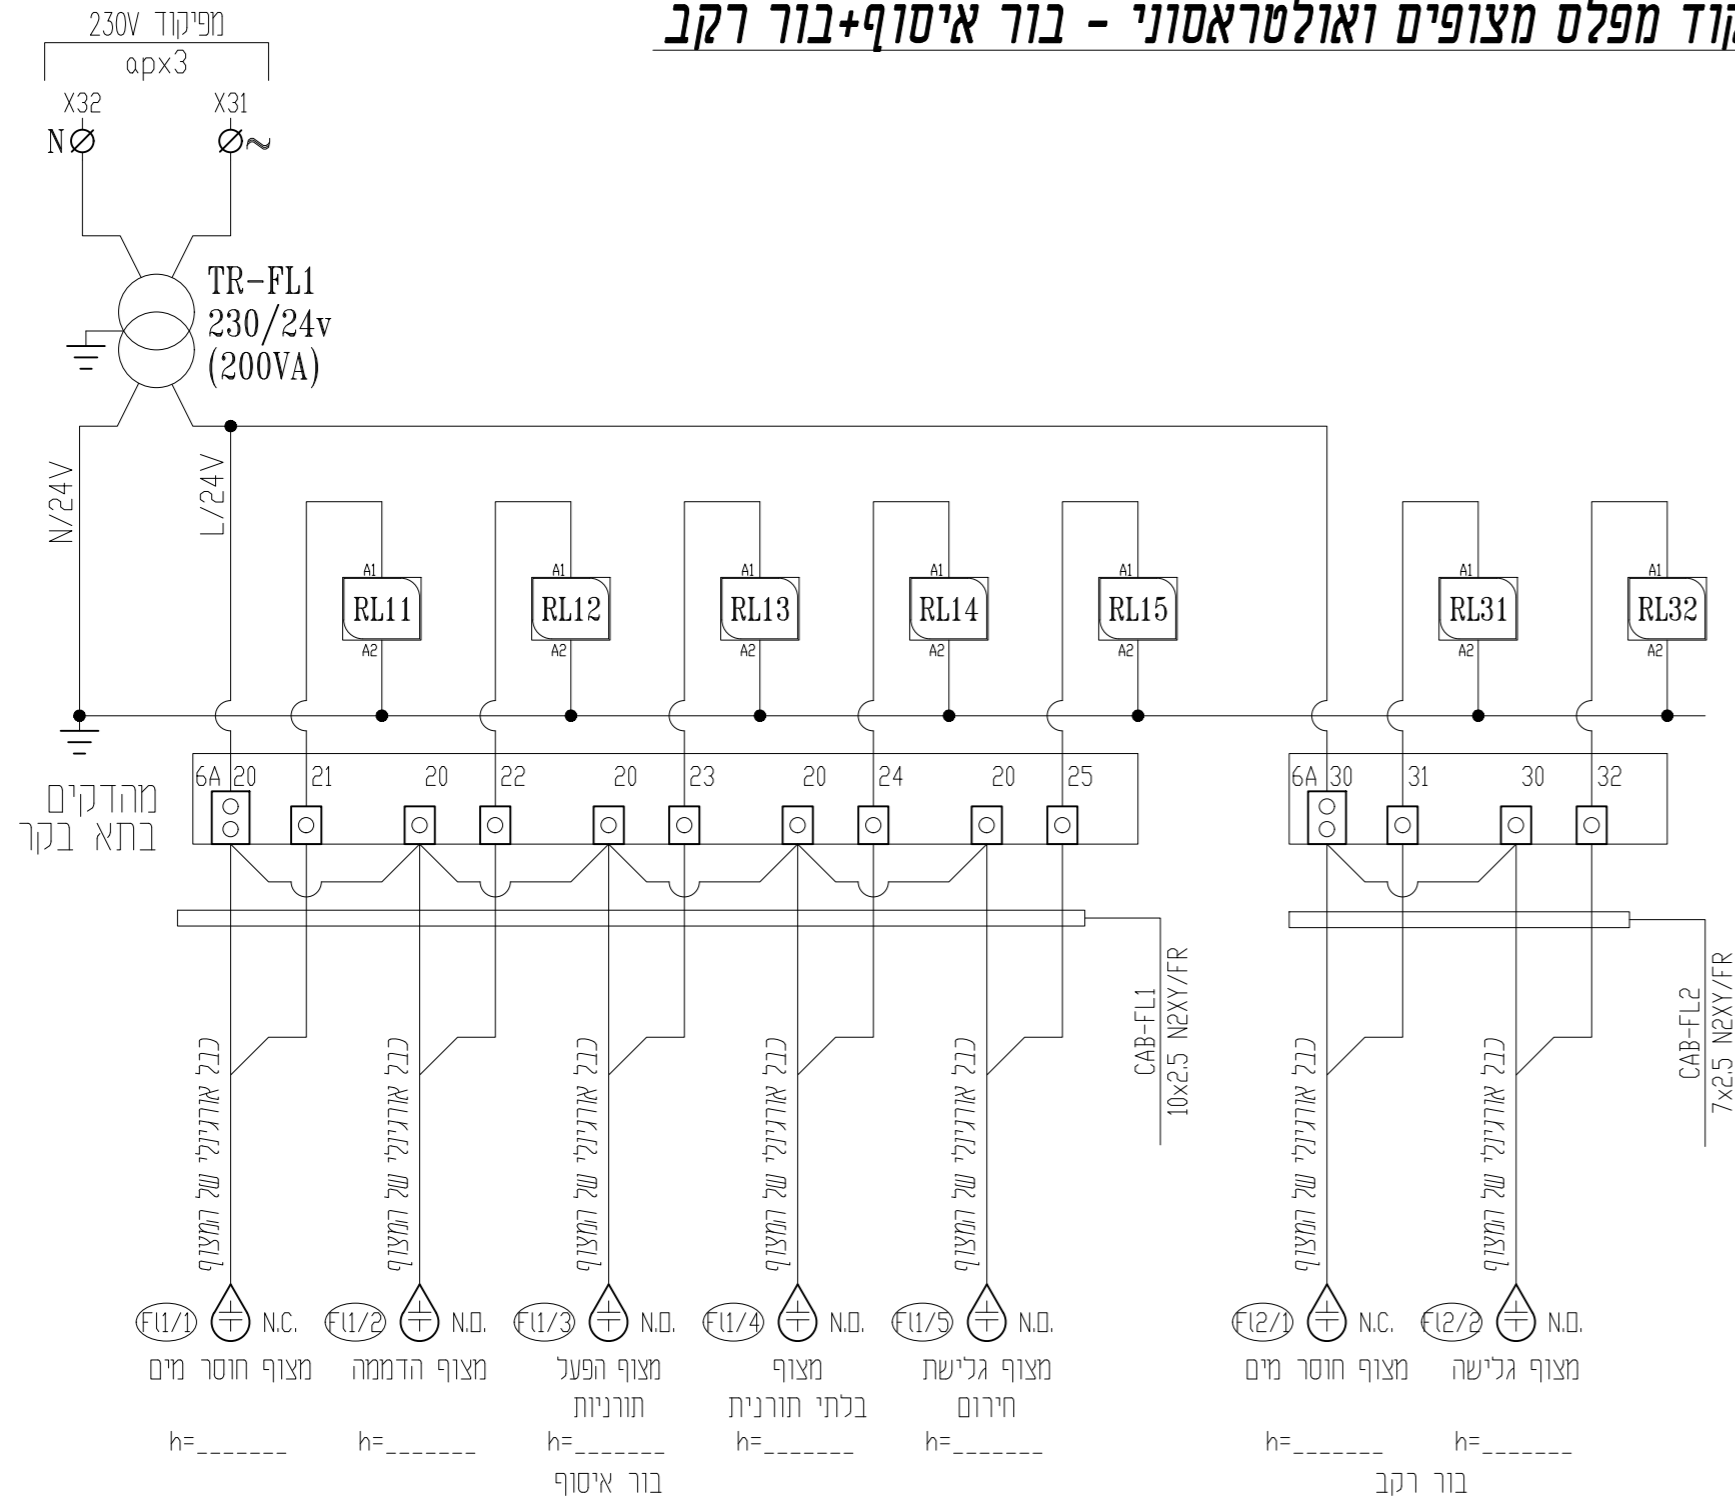 קוד מפלס מצופים ואולטראסוני - בור איסוף+בור רקב
מפיקוד 230V
apx3
X32
X31
N
~
TR-FL1
230/24v
(200VA)
N/24V
L/24V
A1
RL11
A2
A1
RL12
A2
A1
RL13
A2
A1
RL14
A2
A1
RL15
A2
A1
RL31
A2
A1
RL32
A2
מהדקים
בתא בקר
6A 20 21 20 22 20 23 20 24 20 25
6A 30 31 30 32
CAB-FL1
10x2.5 N2XY/FR
CAB-FL2
7x2.5 N2XY/FR
כבל אורגינלי של המצוף
כבל אורגינלי של המצוף
כבל אורגינלי של המצוף
כבל אורגינלי של המצוף
כבל אורגינלי של המצוף
כבל אורגינלי של המצוף
כבל אורגינלי של המצוף
FL1/1 N.C.
מצוף חוסר מים
h=_______
FL1/2 N.O.
מצוף הדממה
h=_______
FL1/3 N.O.
מצוף הפעל
תורניות
h=_______
FL1/4 N.O.
מצוף
בלתי תורנית
h=_______
FL1/5 N.O.
מצוף גלישת
חירום
h=_______
בור איסוף
FL2/1 N.C.
מצוף חוסר מים
h=_______
FL2/2 N.O.
מצוף גלישה
h=_______
בור רקב